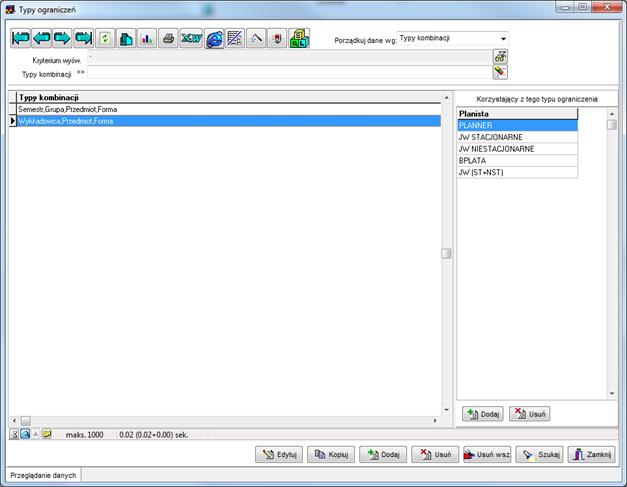 Typy ograniczeń
XLW
SQL
Porządkuj dane wg: Typy kombinacji
Kryterium wyśw.
Typy kombinacji >>
Korzystający z tego typu ograniczenia
Typy kombinacji
Semestr,Grupa,Przedmiot,Forma
Wykładowca,Przedmiot,Forma
Planista
PLANNER
JW STACJONARNE
JW NIESTACJONARNE
BPLATA
JW (ST+NST)
Dodaj
Usuń
maks. 1000
0.02 (0.02+0.00) sek.
Edytuj
Kopiuj
Dodaj
Usuń
Usuń wsz.
Szukaj
Zamknij
Przeglądanie danych